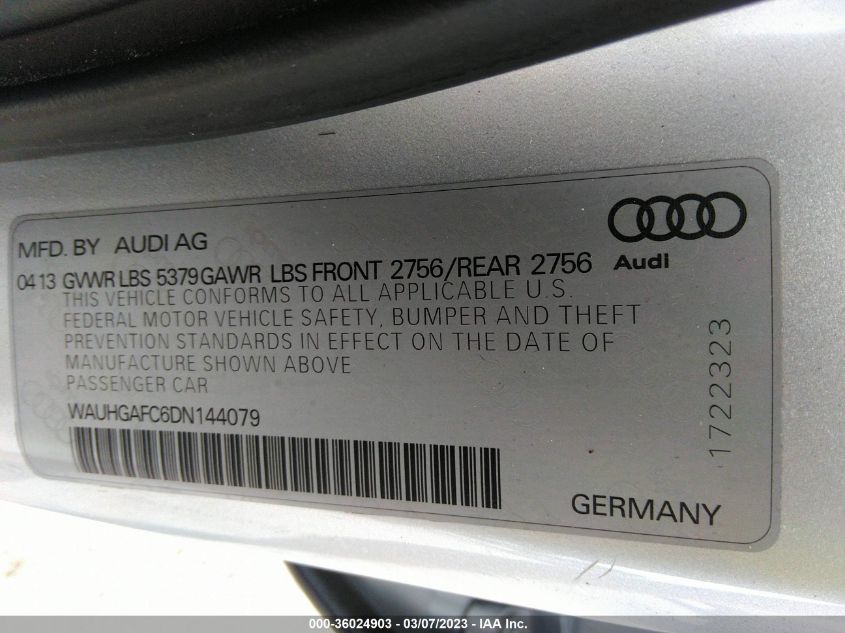 MFD. BY AUDI AG
Audi
04 13 GVWR LBS 5379 GAWR LBS FRONT 2756/REAR 2756
THIS VEHICLE CONFORMS TO ALL APPLICABLE U.S.
FEDERAL MOTOR VEHICLE SAFETY, BUMPER AND THEFT
PREVENTION STANDARDS IN EFFECT ON THE DATE OF
MANUFACTURE SHOWN ABOVE
PASSENGER CAR
WAUHGAFC6DN144079
1722323
GERMANY
000-36024903 - 03/07/2023 - IAA Inc.